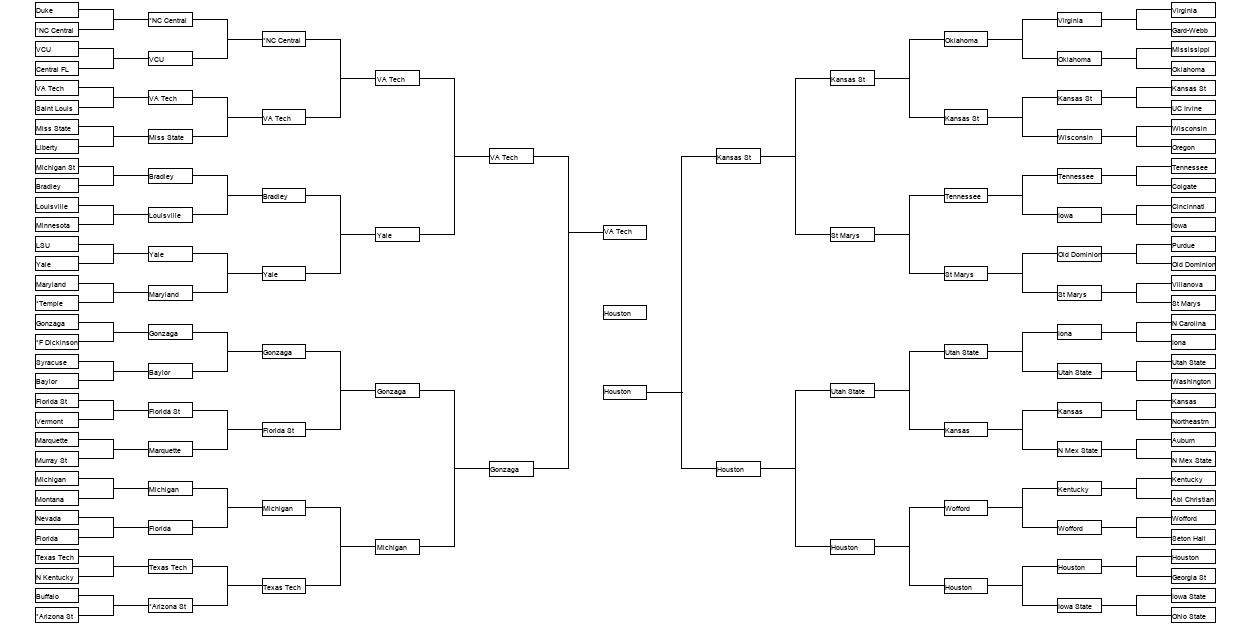 Duke
*NC Central
VCU
Central FL
VA Tech
Saint Louis
Miss State
Liberty
Michigan St
Bradley
Louisville
Minnesota
LSU
Yale
Maryland
*Temple
Gonzaga
*F Dickinson
Syracuse
Baylor
Florida St
Vermont
Marquette
Murray St
Michigan
Montana
Nevada
Florida
Texas Tech
N Kentucky
Buffalo
*Arizona St
*NC Central
VCU
VA Tech
Miss State
Bradley
Louisville
Yale
Maryland
Gonzaga
Baylor
Florida St
Marquette
Michigan
Florida
Texas Tech
*Arizona St
*NC Central
VA Tech
Bradley
Yale
Gonzaga
Florida St
Michigan
Texas Tech
VA Tech
Yale
Gonzaga
Michigan
VA Tech
Gonzaga
VA Tech
Houston
Houston
Kansas St
Houston
Kansas St
St Marys
Utah State
Houston
Oklahoma
Kansas St
Tennessee
St Marys
Utah State
Kansas
Wofford
Houston
Virginia
Oklahoma
Kansas St
Wisconsin
Tennessee
Iowa
Old Dominion
St Marys
Iona
Utah State
Kansas
N Mex State
Kentucky
Wofford
Houston
Iowa State
Virginia
Gard-Webb
Mississippi
Oklahoma
Kansas St
UC Irvine
Wisconsin
Oregon
Tennessee
Colgate
Cincinnati
Iowa
Purdue
Old Dominion
Villanova
St Marys
N Carolina
Iona
Utah State
Washington
Kansas
Northeastrn
Auburn
N Mex State
Kentucky
Abl Christian
Wofford
Seton Hall
Houston
Georgia St
Iowa State
Ohio State